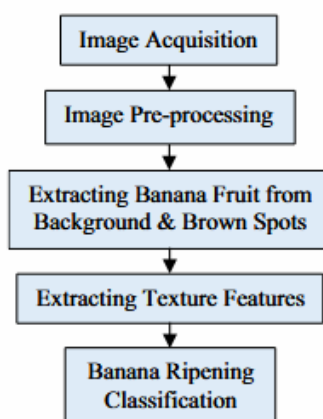 Image Acquisition
Image Pre-processing
Extracting Banana Fruit from
Background & Brown Spots
Extracting Texture Features
Banana Ripening
Classification